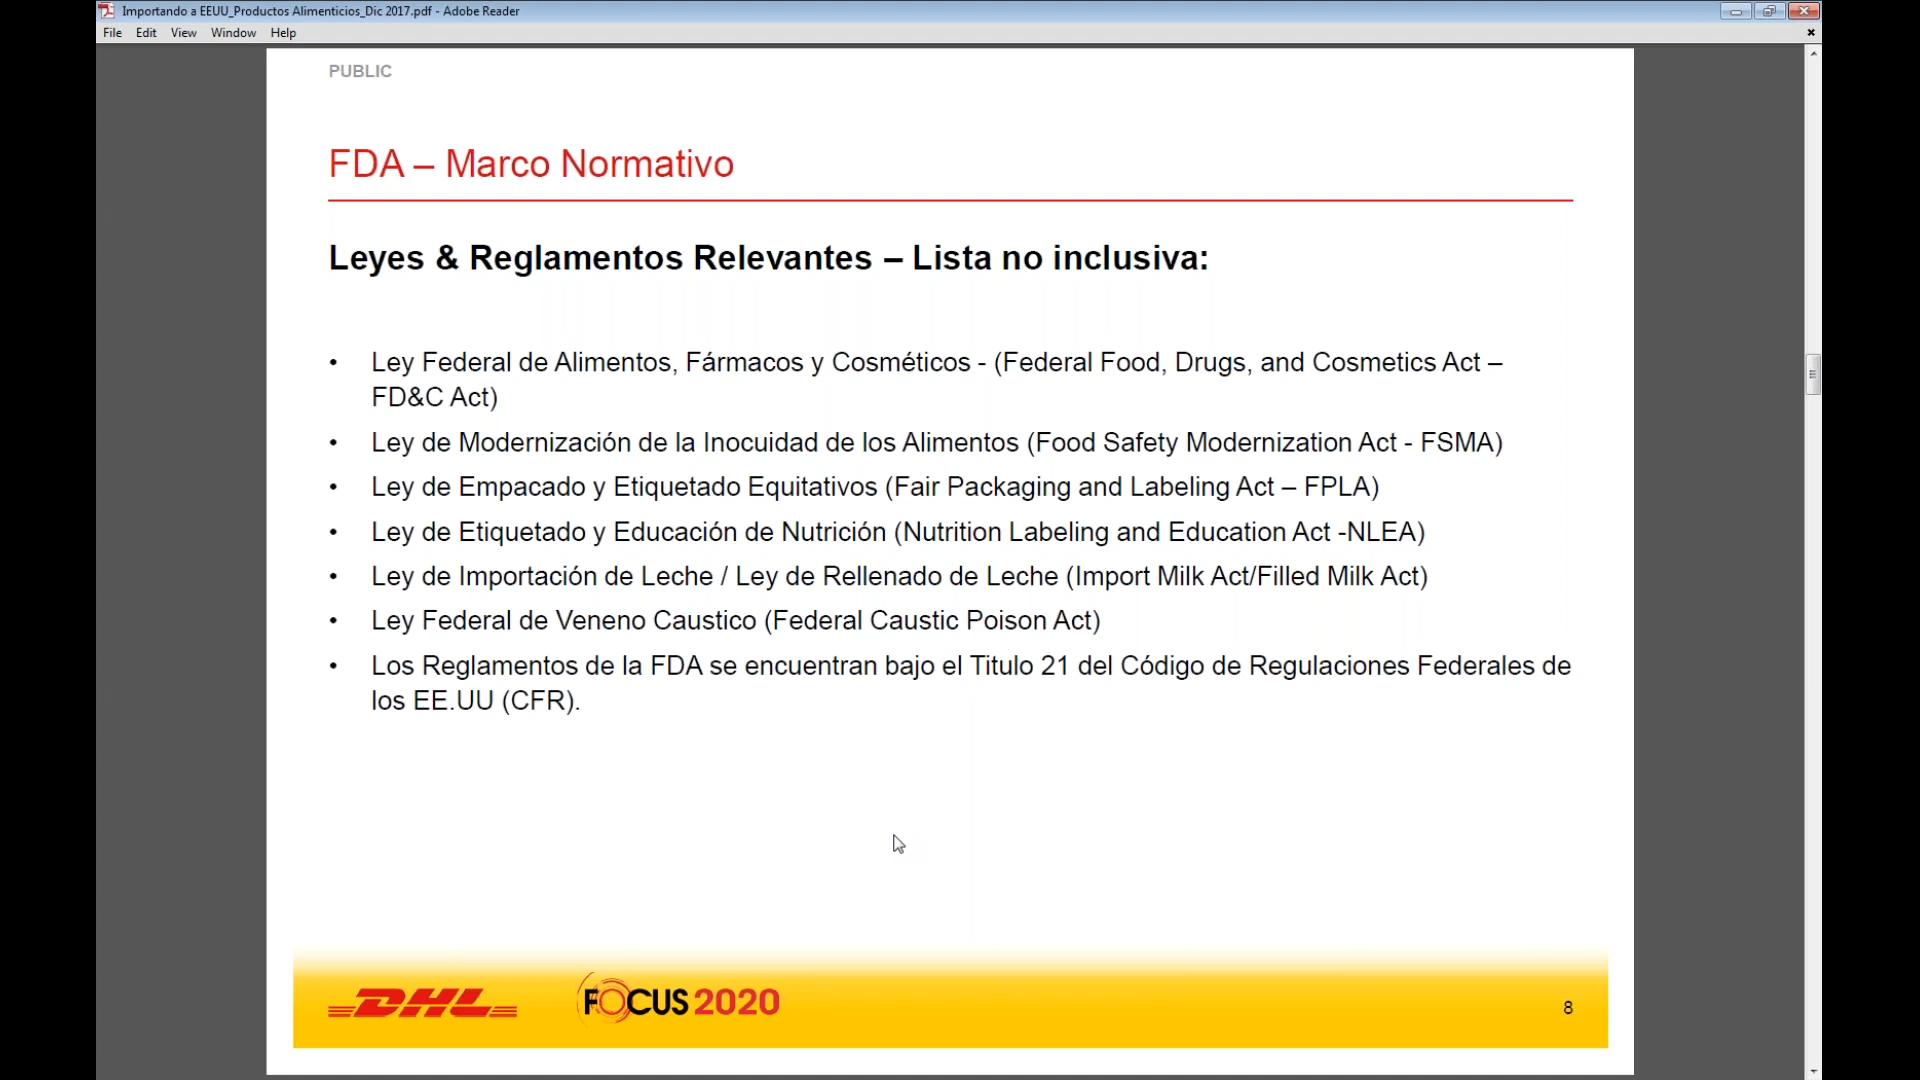 Importando a EEUU_Productos Alimenticios_Dic 2017.pdf - Adobe Reader
File Edit View Window Help
PUBLIC
FDA – Marco Normativo
Leyes & Reglamentos Relevantes – Lista no inclusiva:
• Ley Federal de Alimentos, Fármacos y Cosméticos - (Federal Food, Drugs, and Cosmetics Act –
FD&C Act)
• Ley de Modernización de la Inocuidad de los Alimentos (Food Safety Modernization Act - FSMA)
• Ley de Empacado y Etiquetado Equitativos (Fair Packaging and Labeling Act – FPLA)
• Ley de Etiquetado y Educación de Nutrición (Nutrition Labeling and Education Act -NLEA)
• Ley de Importación de Leche / Ley de Rellenado de Leche (Import Milk Act/Filled Milk Act)
• Ley Federal de Veneno Caustico (Federal Caustic Poison Act)
• Los Reglamentos de la FDA se encuentran bajo el Titulo 21 del Código de Regulaciones Federales de
los EE.UU (CFR).
DHL FOCUS 2020 8